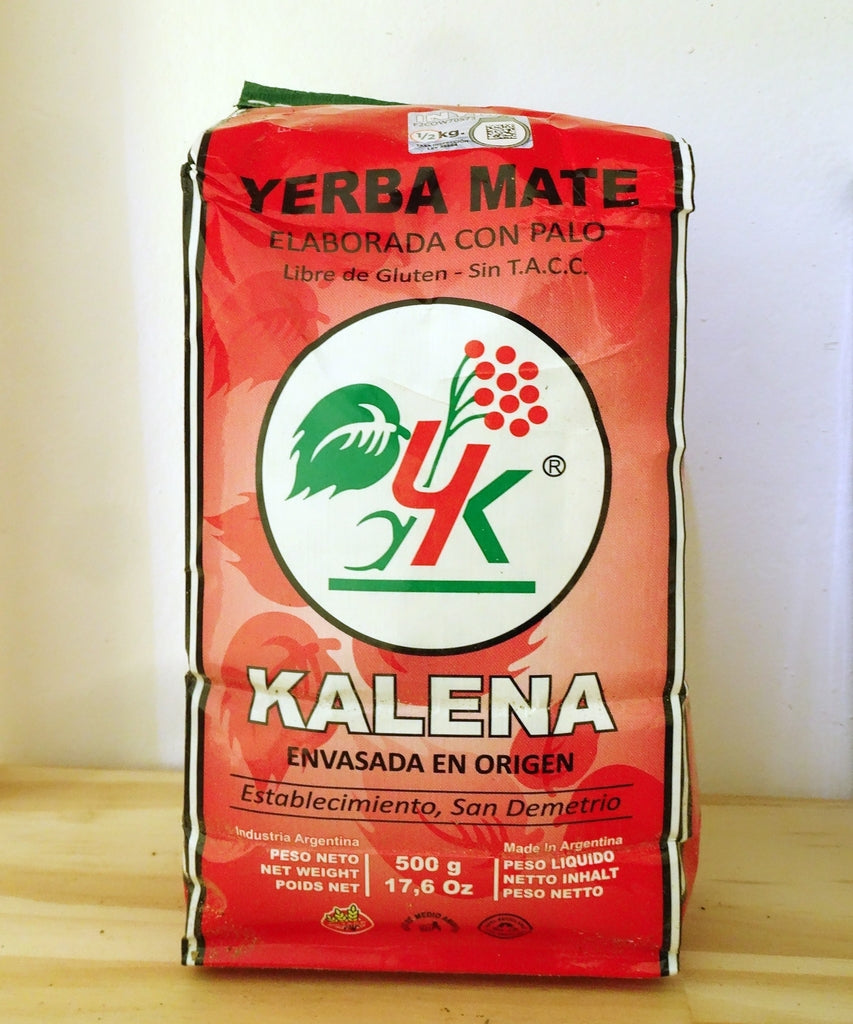 ½ kg.
YERBA MATE
ELABORADA CON PALO
Libre de Gluten - Sin T.A.C.C.
YK®
KALENA
ENVASADA EN ORIGEN
Establecimiento, San Demetrio
Industria Argentina
PESO NETO
NET WEIGHT
POIDS NET
500 g
17,6 Oz
Made In Argentina
PESO LIQUIDO
NETTO INHALT
PESO NETTO